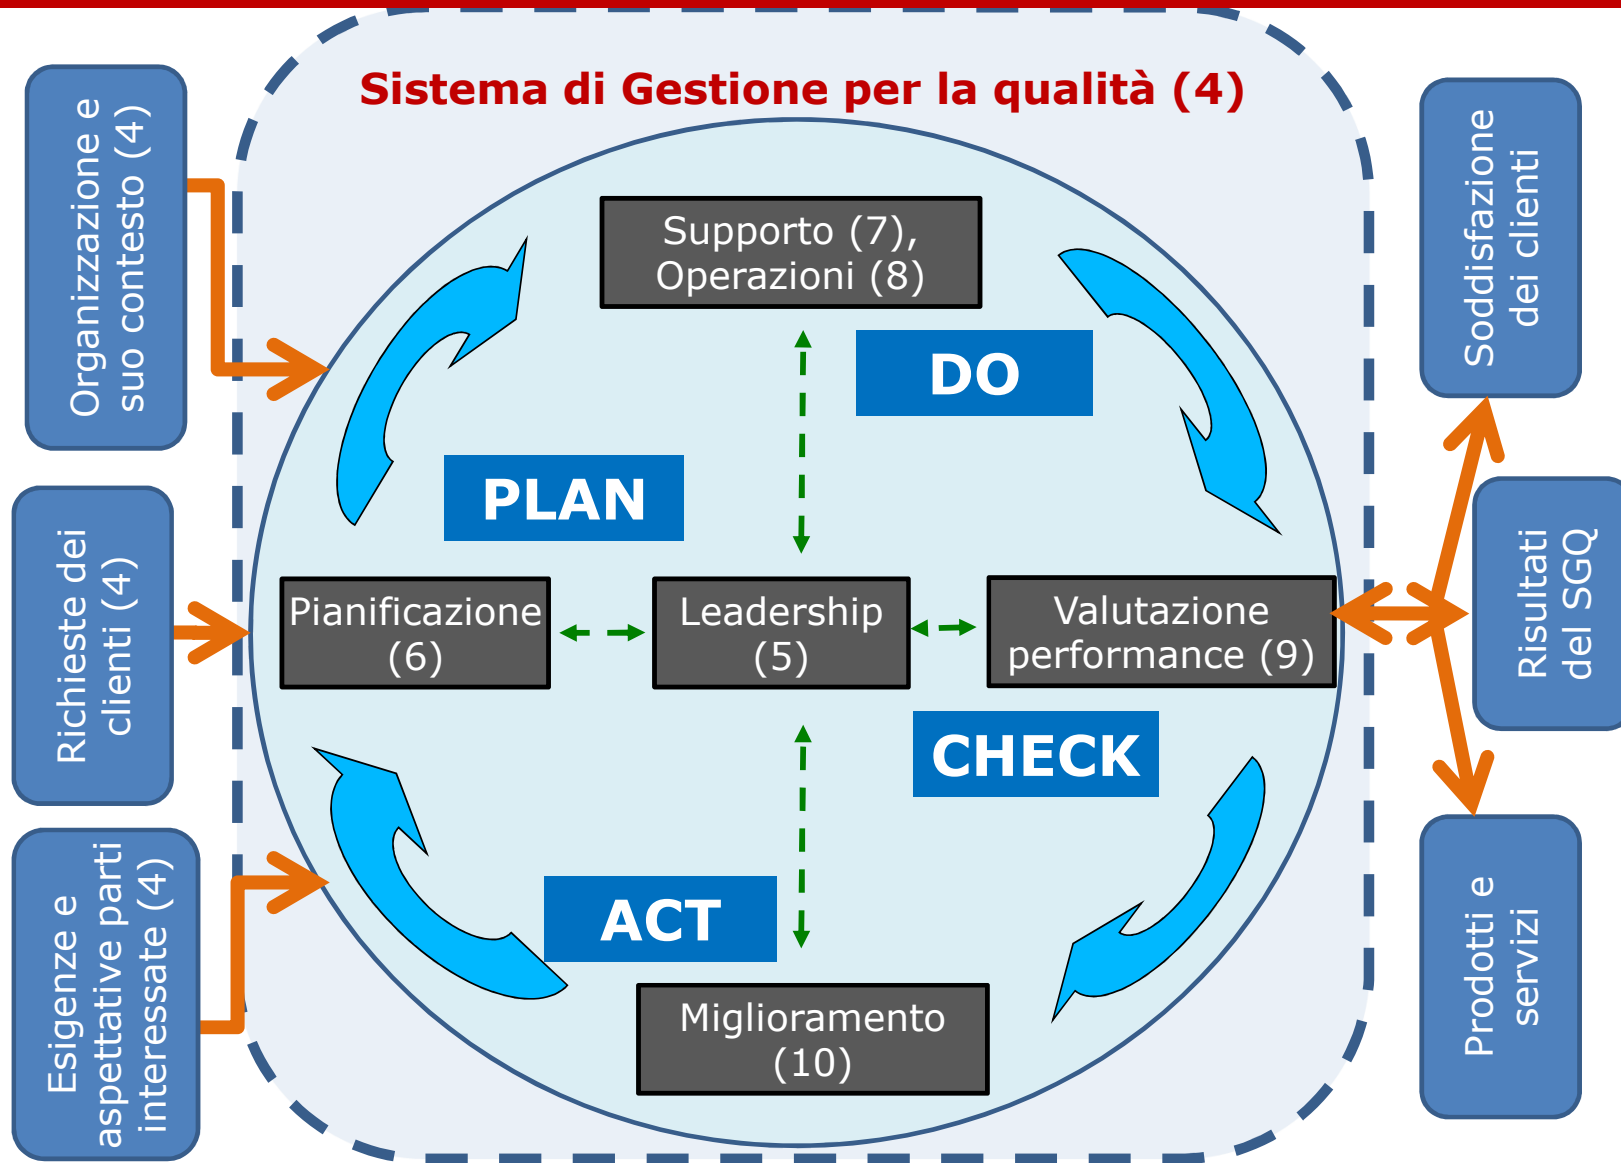 Sistema di Gestione per la qualità (4)
Organizzazione e
suo contesto (4)
Richieste dei
clienti (4)
Esigenze e
aspettative parti
interessate (4)
Supporto (7),
Operazioni (8)
DO
PLAN
Pianificazione
(6)
Leadership
(5)
Valutazione
performance (9)
CHECK
ACT
Miglioramento
(10)
Soddisfazione
dei clienti
Risultati
del SGQ
Prodotti e
servizi